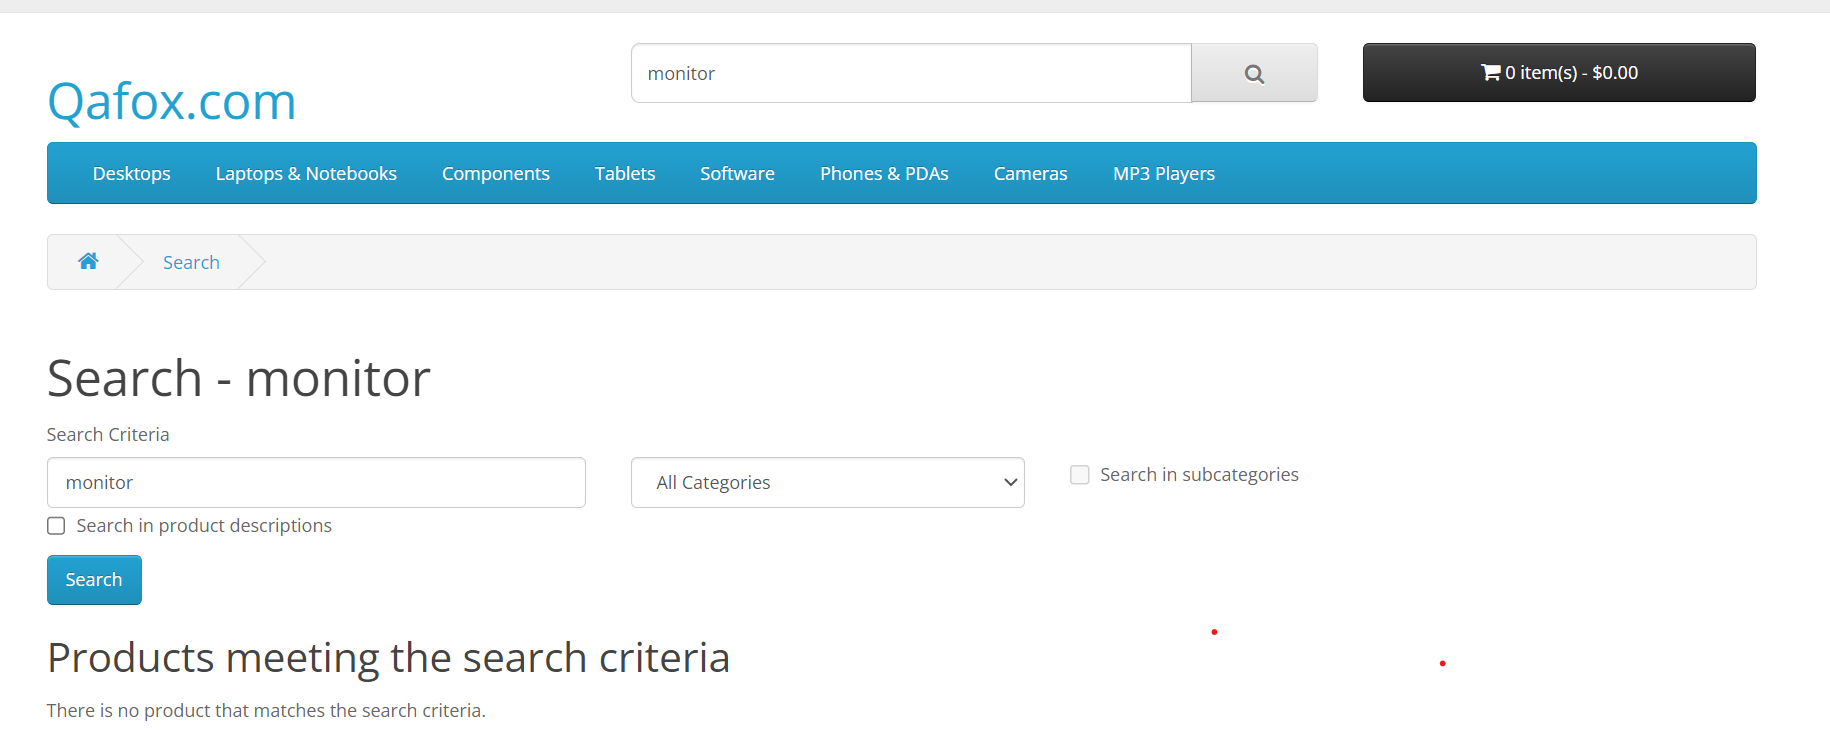 monitor
0 item(s) - $0.00
Qafox.com
Desktops Laptops & Notebooks Components Tablets Software Phones & PDAs Cameras MP3 Players
Search
Search - monitor
Search Criteria
monitor All Categories Search in subcategories
Search in product descriptions
Search
Products meeting the search criteria
There is no product that matches the search criteria.